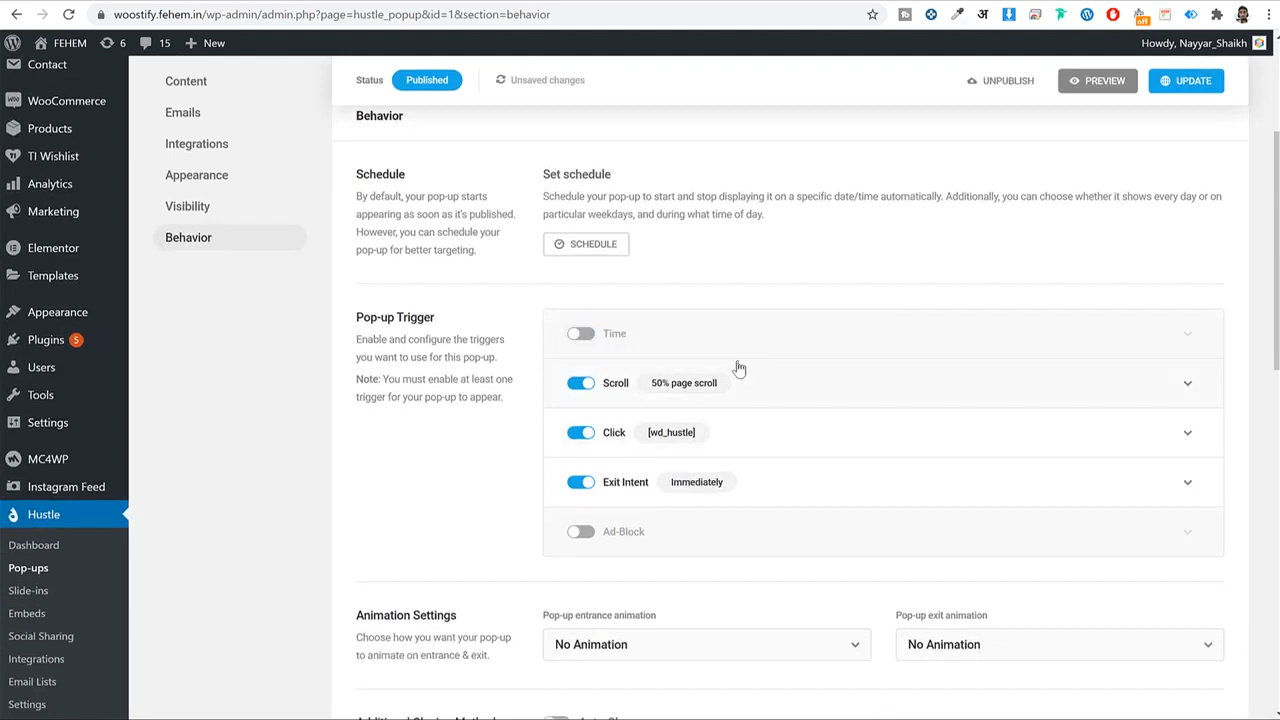 woostify.fehem.in/wp-admin/admin.php?page=hustle_popup&id=1&section=behavior
FEHEM
6
15
New
Howdy, Nayyar_Shaikh
off
Contact
WooCommerce
Products
TI Wishlist
Analytics
Marketing
Elementor
Templates
Appearance
Plugins 5
Users
Tools
Settings
MC4WP
Instagram Feed
Hustle
Dashboard
Pop-ups
Slide-ins
Embeds
Social Sharing
Integrations
Email Lists
Settings
Content
Emails
Integrations
Appearance
Visibility
Behavior
Status
Published
Unsaved changes
UNPUBLISH
PREVIEW
UPDATE
Behavior
Schedule
By default, your pop-up starts
appearing as soon as it's published.
However, you can schedule your
pop-up for better targeting.
Set schedule
Schedule your pop-up to start and stop displaying it on a specific date/time automatically. Additionally, you can choose whether it shows every day or on
particular weekdays, and during what time of day.
SCHEDULE
Pop-up Trigger
Enable and configure the triggers
you want to use for this pop-up.
Note: You must enable at least one
trigger for your pop-up to appear.
Time
Scroll 50% page scroll
Click [wd_hustle]
Exit Intent Immediately
Ad-Block
Animation Settings
Choose how you want your pop-up
to animate on entrance & exit.
Pop-up entrance animation
No Animation
Pop-up exit animation
No Animation